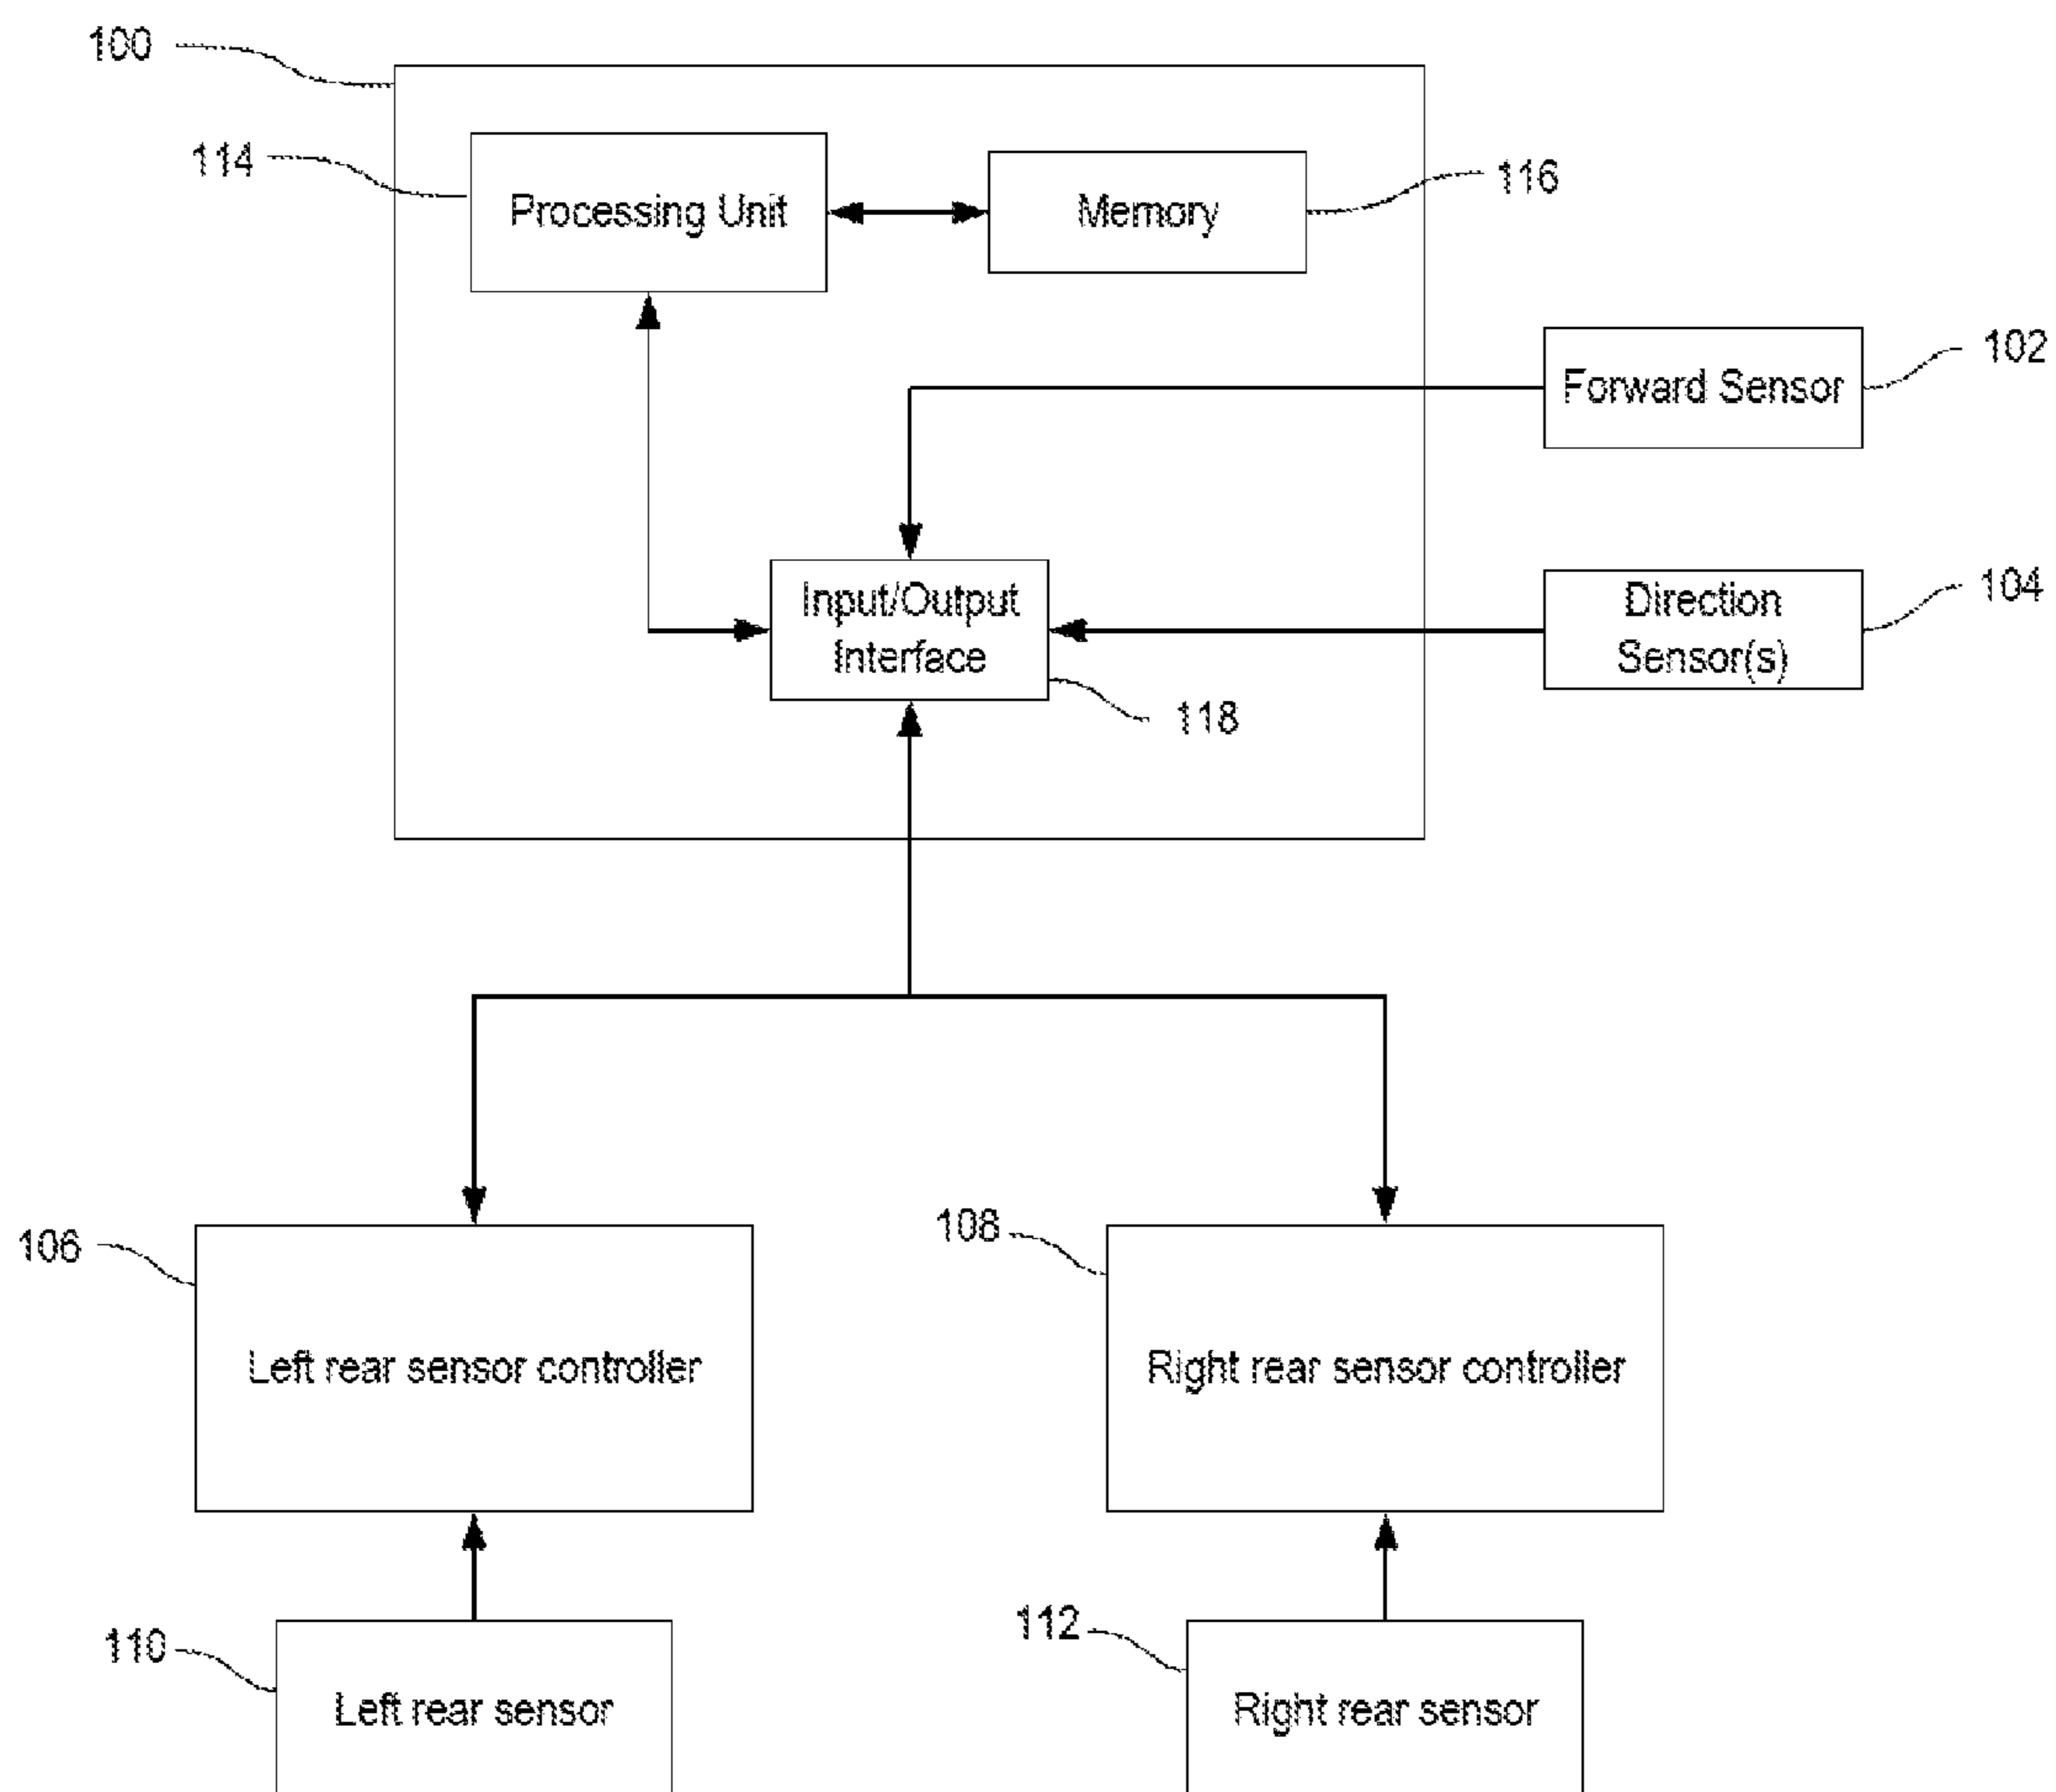 100
114
Processing Unit
Memory
116
Forward Sensor
102
Input/Output
Interface
118
Direction
Sensor(s)
104
106
Left rear sensor controller
108
Right rear sensor controller
110
Left rear sensor
112
Right rear sensor